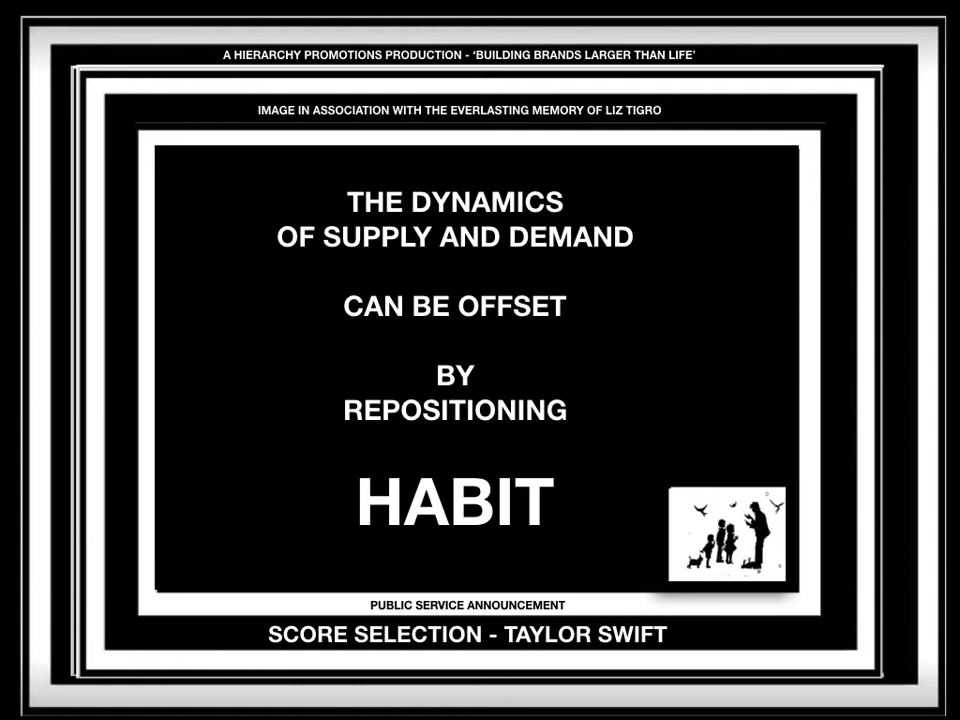 A HIERARCHY PROMOTIONS PRODUCTION - ‘BUILDING BRANDS LARGER THAN LIFE’
IMAGE IN ASSOCIATION WITH THE EVERLASTING MEMORY OF LIZ TIGRO
THE DYNAMICS
OF SUPPLY AND DEMAND
CAN BE OFFSET
BY
REPOSITIONING
HABIT
PUBLIC SERVICE ANNOUNCEMENT
SCORE SELECTION - TAYLOR SWIFT